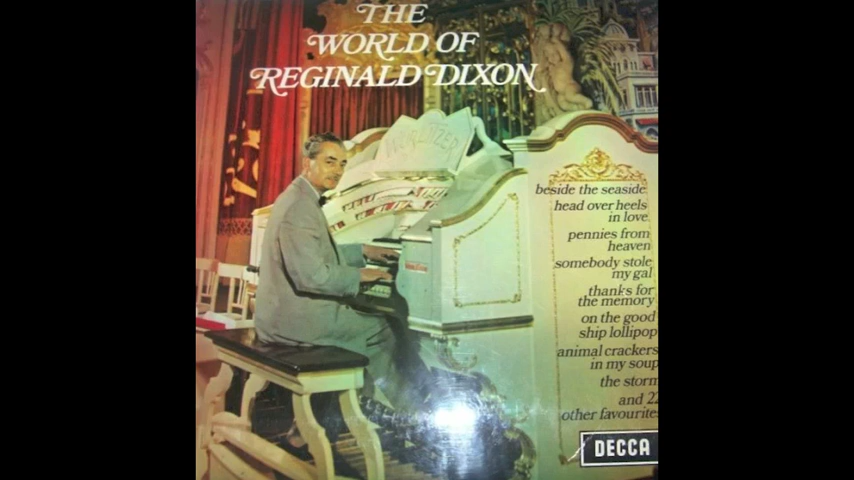 THE
WORLD OF
REGINALD DIXON
WURLITZER
beside the seaside
head over heels
in love
pennies from
heaven
somebody stole
my gal
thanks for
the memory
on the good
ship lollipop
animal crackers
in my soup
the storm
and 22
other favourites
DECCA